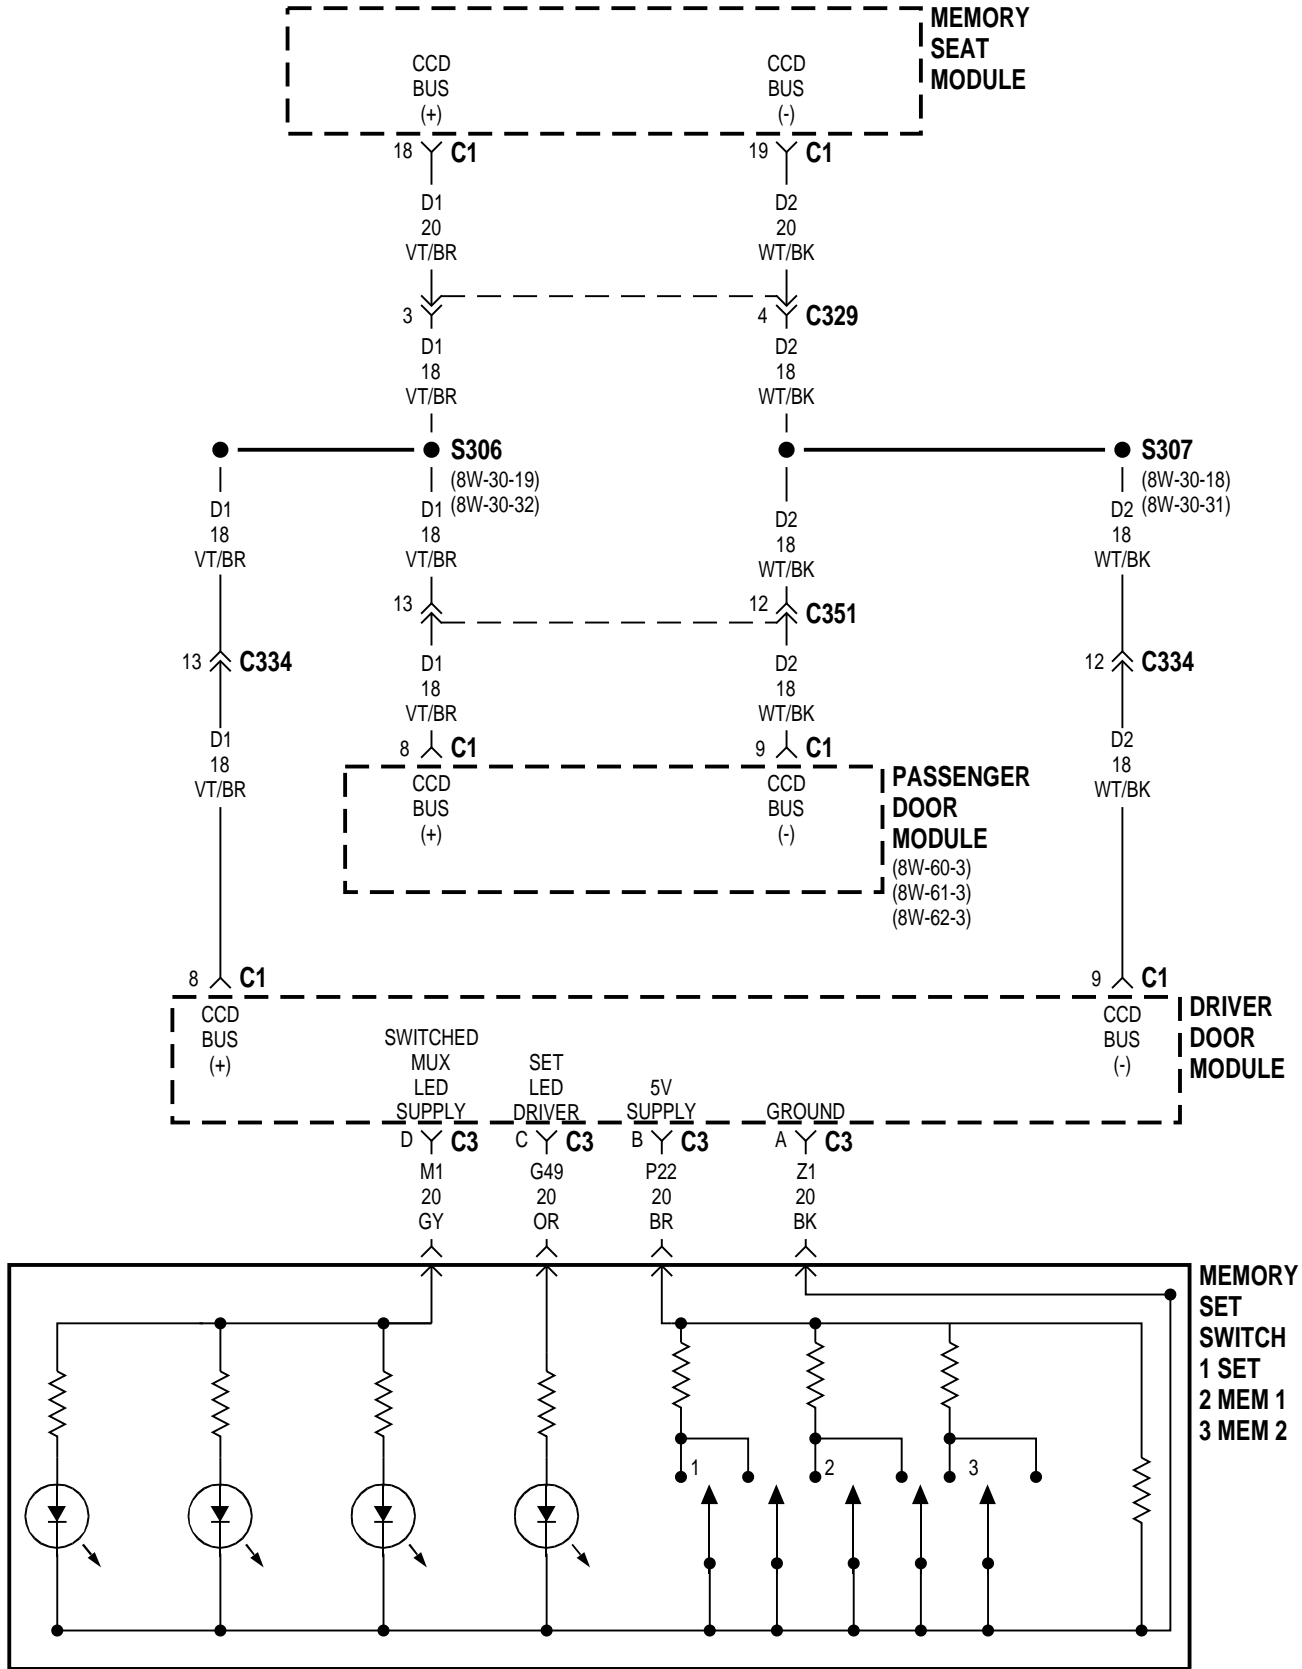 MEMORY
SEAT
MODULE
CCD
BUS
(+)
CCD
BUS
(-)
18 C1
19 C1
D1
20
VT/BR
D2
20
WT/BK
3
4 C329
D1
18
VT/BR
D2
18
WT/BK
S306
(8W-30-19)
(8W-30-32)
S307
(8W-30-18)
(8W-30-31)
D1
18
VT/BR
D1
18
VT/BR
D2
18
WT/BK
D2
18
WT/BK
13
12 C351
13 C334
12 C334
D1
18
VT/BR
D2
18
WT/BK
D1
18
VT/BR
D2
18
WT/BK
8 C1
9 C1
CCD
BUS
(+)
CCD
BUS
(-)
PASSENGER
DOOR
MODULE
(8W-60-3)
(8W-61-3)
(8W-62-3)
8 C1
9 C1
CCD
BUS
(+)
SWITCHED
MUX
LED
SUPPLY
SET
LED
DRIVER
5V
SUPPLY
GROUND
CCD
BUS
(-)
DRIVER
DOOR
MODULE
D C3
C C3
B C3
A C3
M1
20
GY
G49
20
OR
P22
20
BR
Z1
20
BK
MEMORY
SET
SWITCH
1 SET
2 MEM 1
3 MEM 2
1
2
3